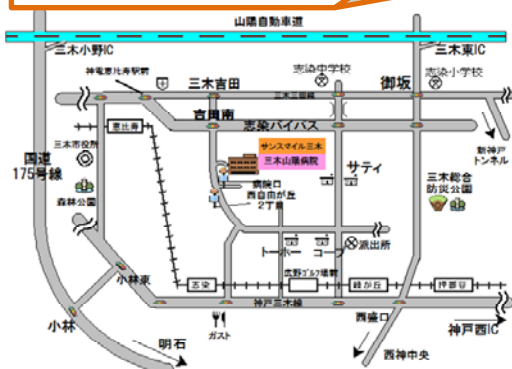 山陽自動車道
三木小野IC
三木東IC
神電恵比寿駅前
三木吉田
志染中学校
御坂
志染小学校
三木三田線
吉田南
志染バイパス
恵比寿
サンスマイル三木
三木山陽病院
三木市役所
国道
175号線
森林公園
病院口
西自由が丘
2丁目
サティ
新神戸
トンネル
三木総合
防災公園
トーホー
コープ
派出所
小林東
志染
広野ゴルフ場前
緑が丘
押部谷
神戸三木線
小林
ガスト
西盛口
神戸西IC
明石
西神中央